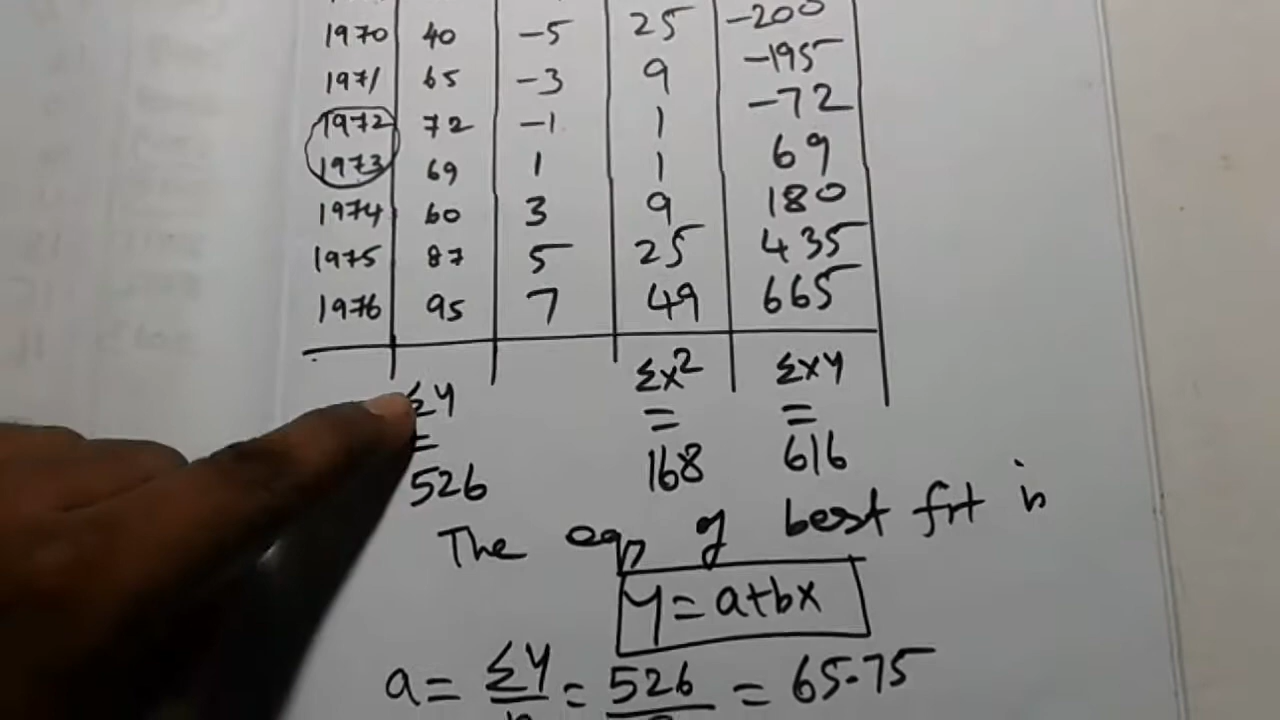 1970 40 -5 25 -200
1971 65 -3 9 -195
1972 72 -1 1 -72
1973 69 1 1 69
1974 60 3 9 180
1975 87 5 25 435
1976 95 7 49 665
ΣY Σx² ΣXY
= = =
526 168 616
The eqn of best fit is
Y = a+bx
a = ΣY = 526 = 65.75